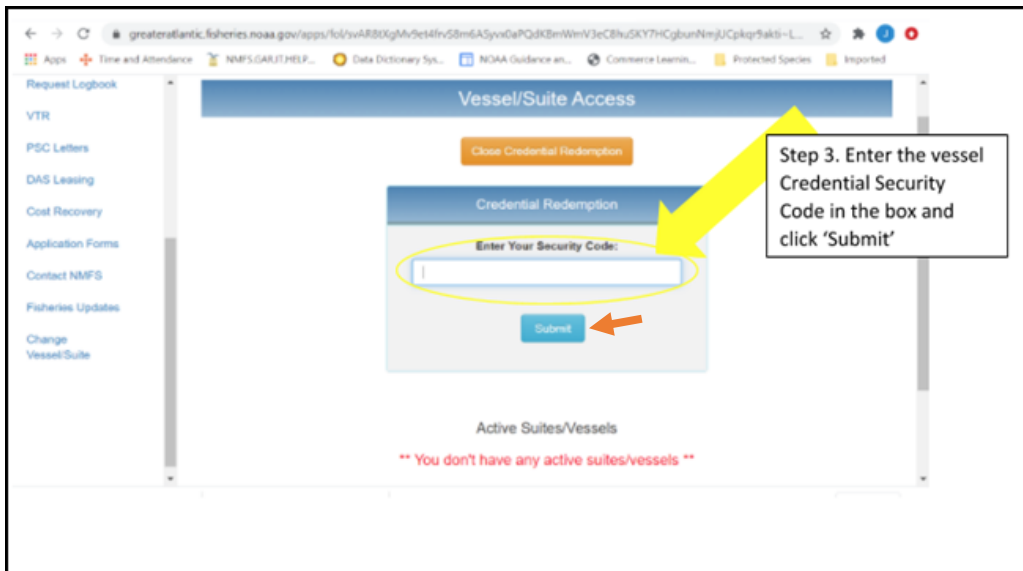 greateratlantic.fisheries.noaa.gov/apps/fol/
Apps Time and Attendance NMFS.GAR.IT.HELP... Data Dictionary Sys... NOAA Guidance an... Commerce Learnin... Protected Species Imported
Request Logbook
VTR
PSC Letters
DAS Leasing
Cost Recovery
Application Forms
Contact NMFS
Fisheries Updates
Change
Vessel/Suite
Vessel/Suite Access
Close Credential Redemption
Credential Redemption
Enter Your Security Code:
Submit
Step 3. Enter the vessel
Credential Security
Code in the box and
click ‘Submit’
Active Suites/Vessels
** You don't have any active suites/vessels **
J